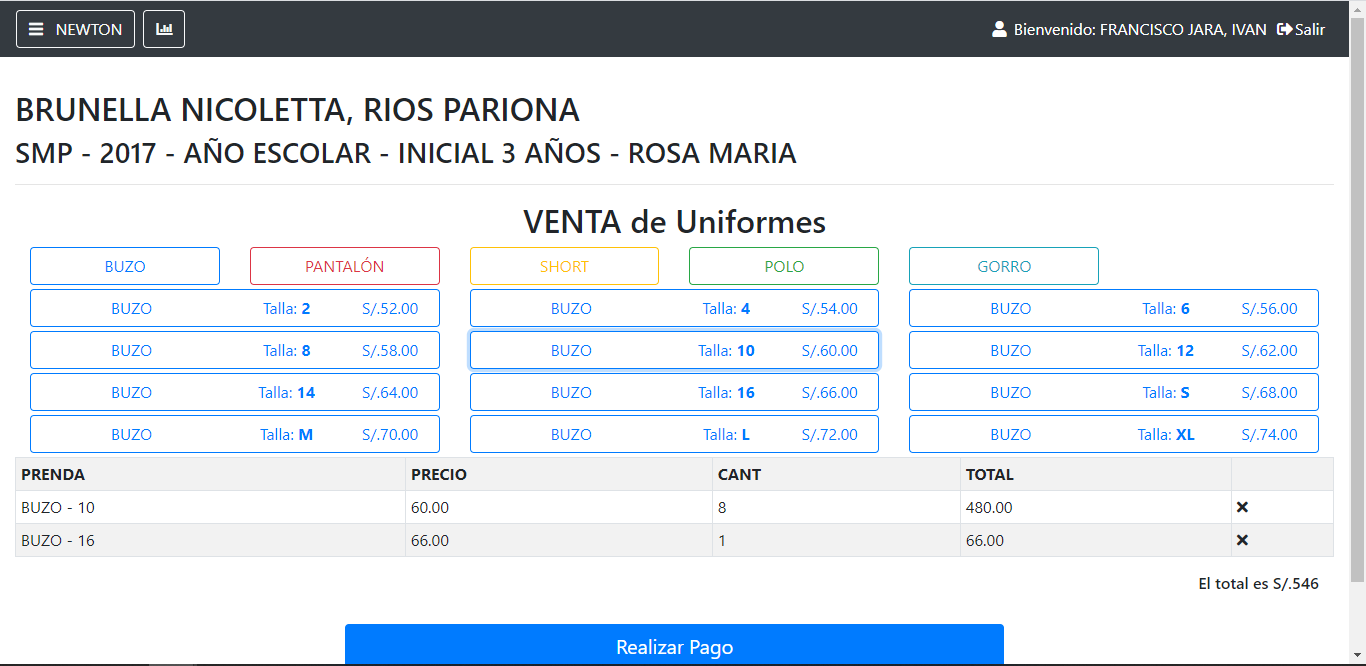 NEWTON Bienvenido: FRANCISCO JARA, IVAN Salir
BRUNELLA NICOLETTA, RIOS PARIONA
SMP - 2017 - AÑO ESCOLAR - INICIAL 3 AÑOS - ROSA MARIA
VENTA de Uniformes
BUZO PANTALÓN SHORT POLO GORRO
BUZO Talla: 2 S/.52.00 BUZO Talla: 4 S/.54.00 BUZO Talla: 6 S/.56.00
BUZO Talla: 8 S/.58.00 BUZO Talla: 10 S/.60.00 BUZO Talla: 12 S/.62.00
BUZO Talla: 14 S/.64.00 BUZO Talla: 16 S/.66.00 BUZO Talla: S S/.68.00
BUZO Talla: M S/.70.00 BUZO Talla: L S/.72.00 BUZO Talla: XL S/.74.00
PRENDA PRECIO CANT TOTAL
BUZO - 10 60.00 8 480.00
BUZO - 16 66.00 1 66.00
El total es S/.546
Realizar Pago